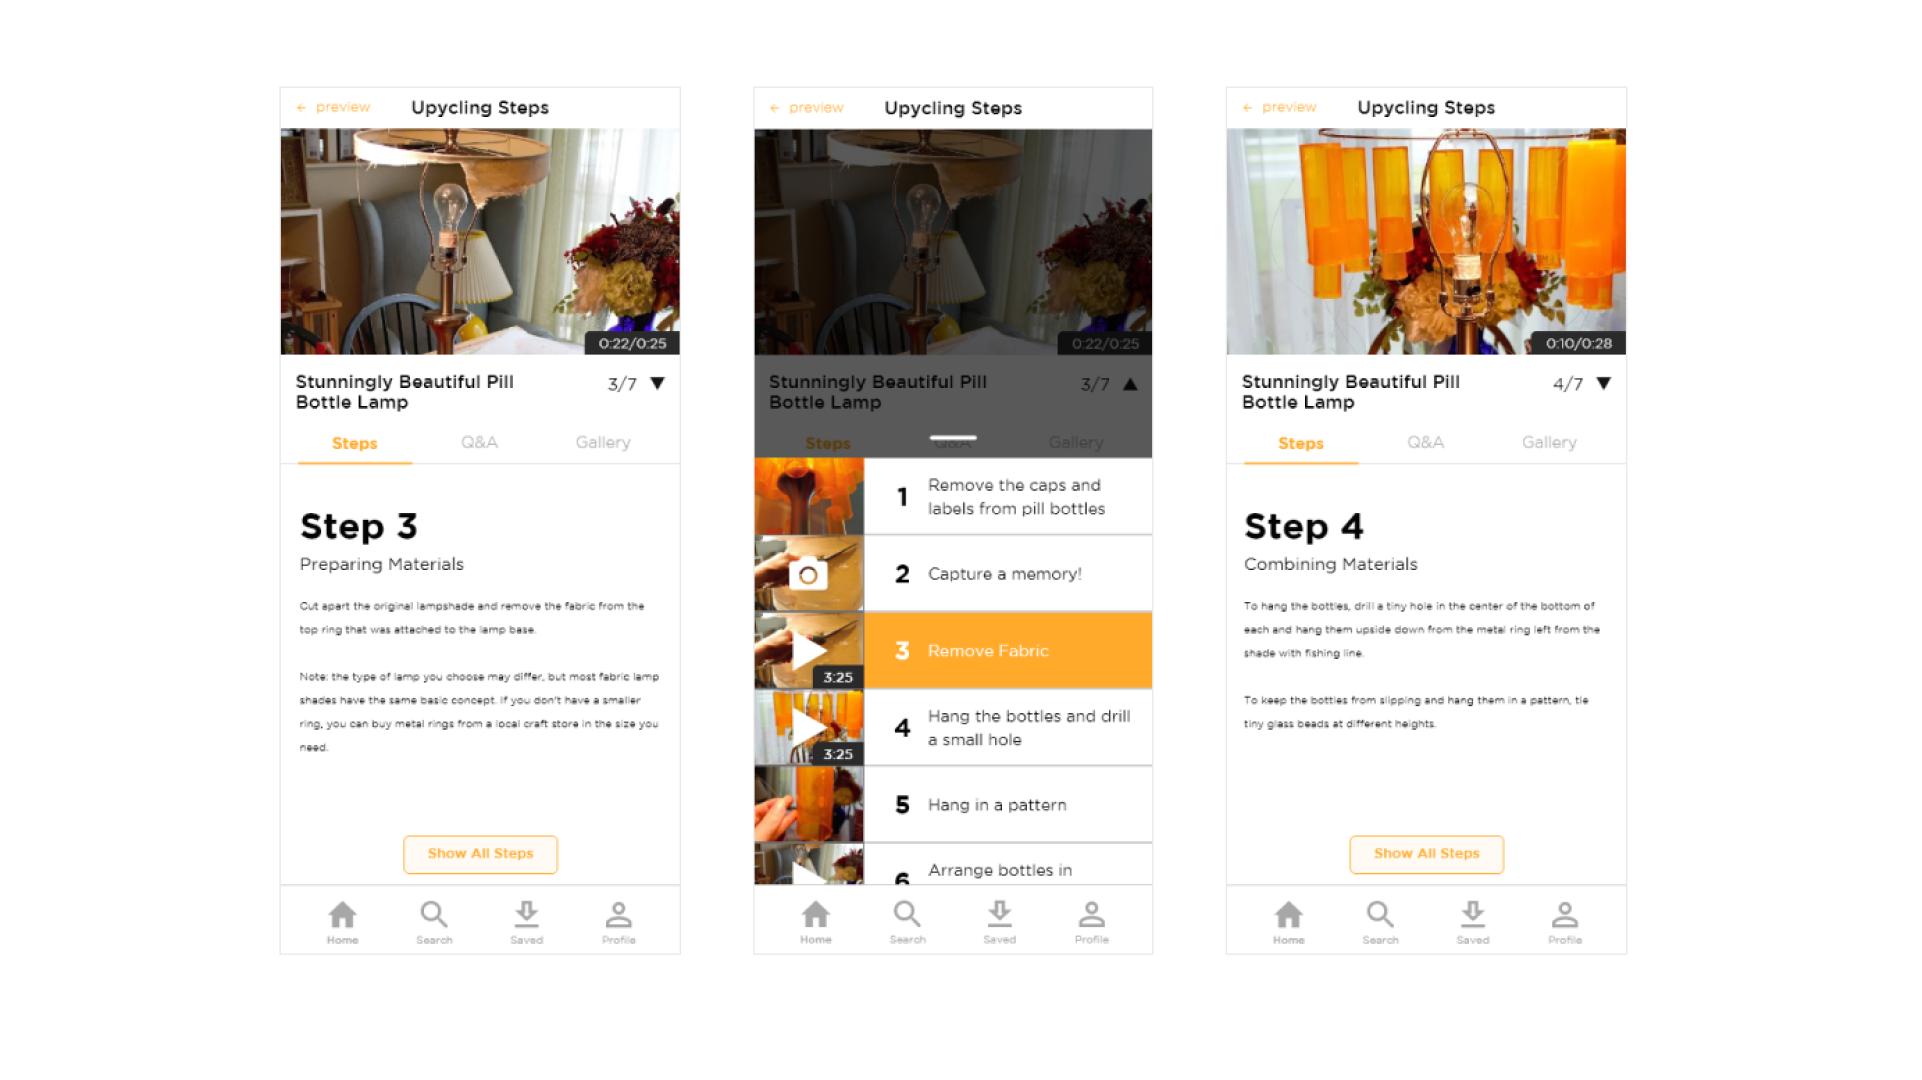 ← preview
Upycling Steps
0:22/0:25
Stunningly Beautiful Pill
Bottle Lamp
3/7 ▼
Steps
Q&A
Gallery
Step 3
Preparing Materials
Cut apart the original lampshade and remove the fabric from the
top ring that was attached to the lamp base.
Note: the type of lamp you choose may differ, but most fabric lamp
shades have the same basic concept. If you don't have a smaller
ring, you can buy metal rings from a local craft store in the size you
need.
Show All Steps
Home
Search
Saved
Profile
← preview
Upycling Steps
0:22/0:25
Stunningly Beautiful Pill
Bottle Lamp
3/7 ▲
Steps
Q&A
Gallery
1
Remove the caps and
labels from pill bottles
2
Capture a memory!
3:25
3
Remove Fabric
3:25
4
Hang the bottles and drill
a small hole
5
Hang in a pattern
6
Arrange bottles in
Home
Search
Saved
Profile
← preview
Upycling Steps
0:10/0:28
Stunningly Beautiful Pill
Bottle Lamp
4/7 ▼
Steps
Q&A
Gallery
Step 4
Combining Materials
To hang the bottles, drill a tiny hole in the center of the bottom of
each and hang them upside down from the metal ring left from the
shade with fishing line.
To keep the bottles from slipping and hang them in a pattern, tie
tiny glass beads at different heights.
Show All Steps
Home
Search
Saved
Profile